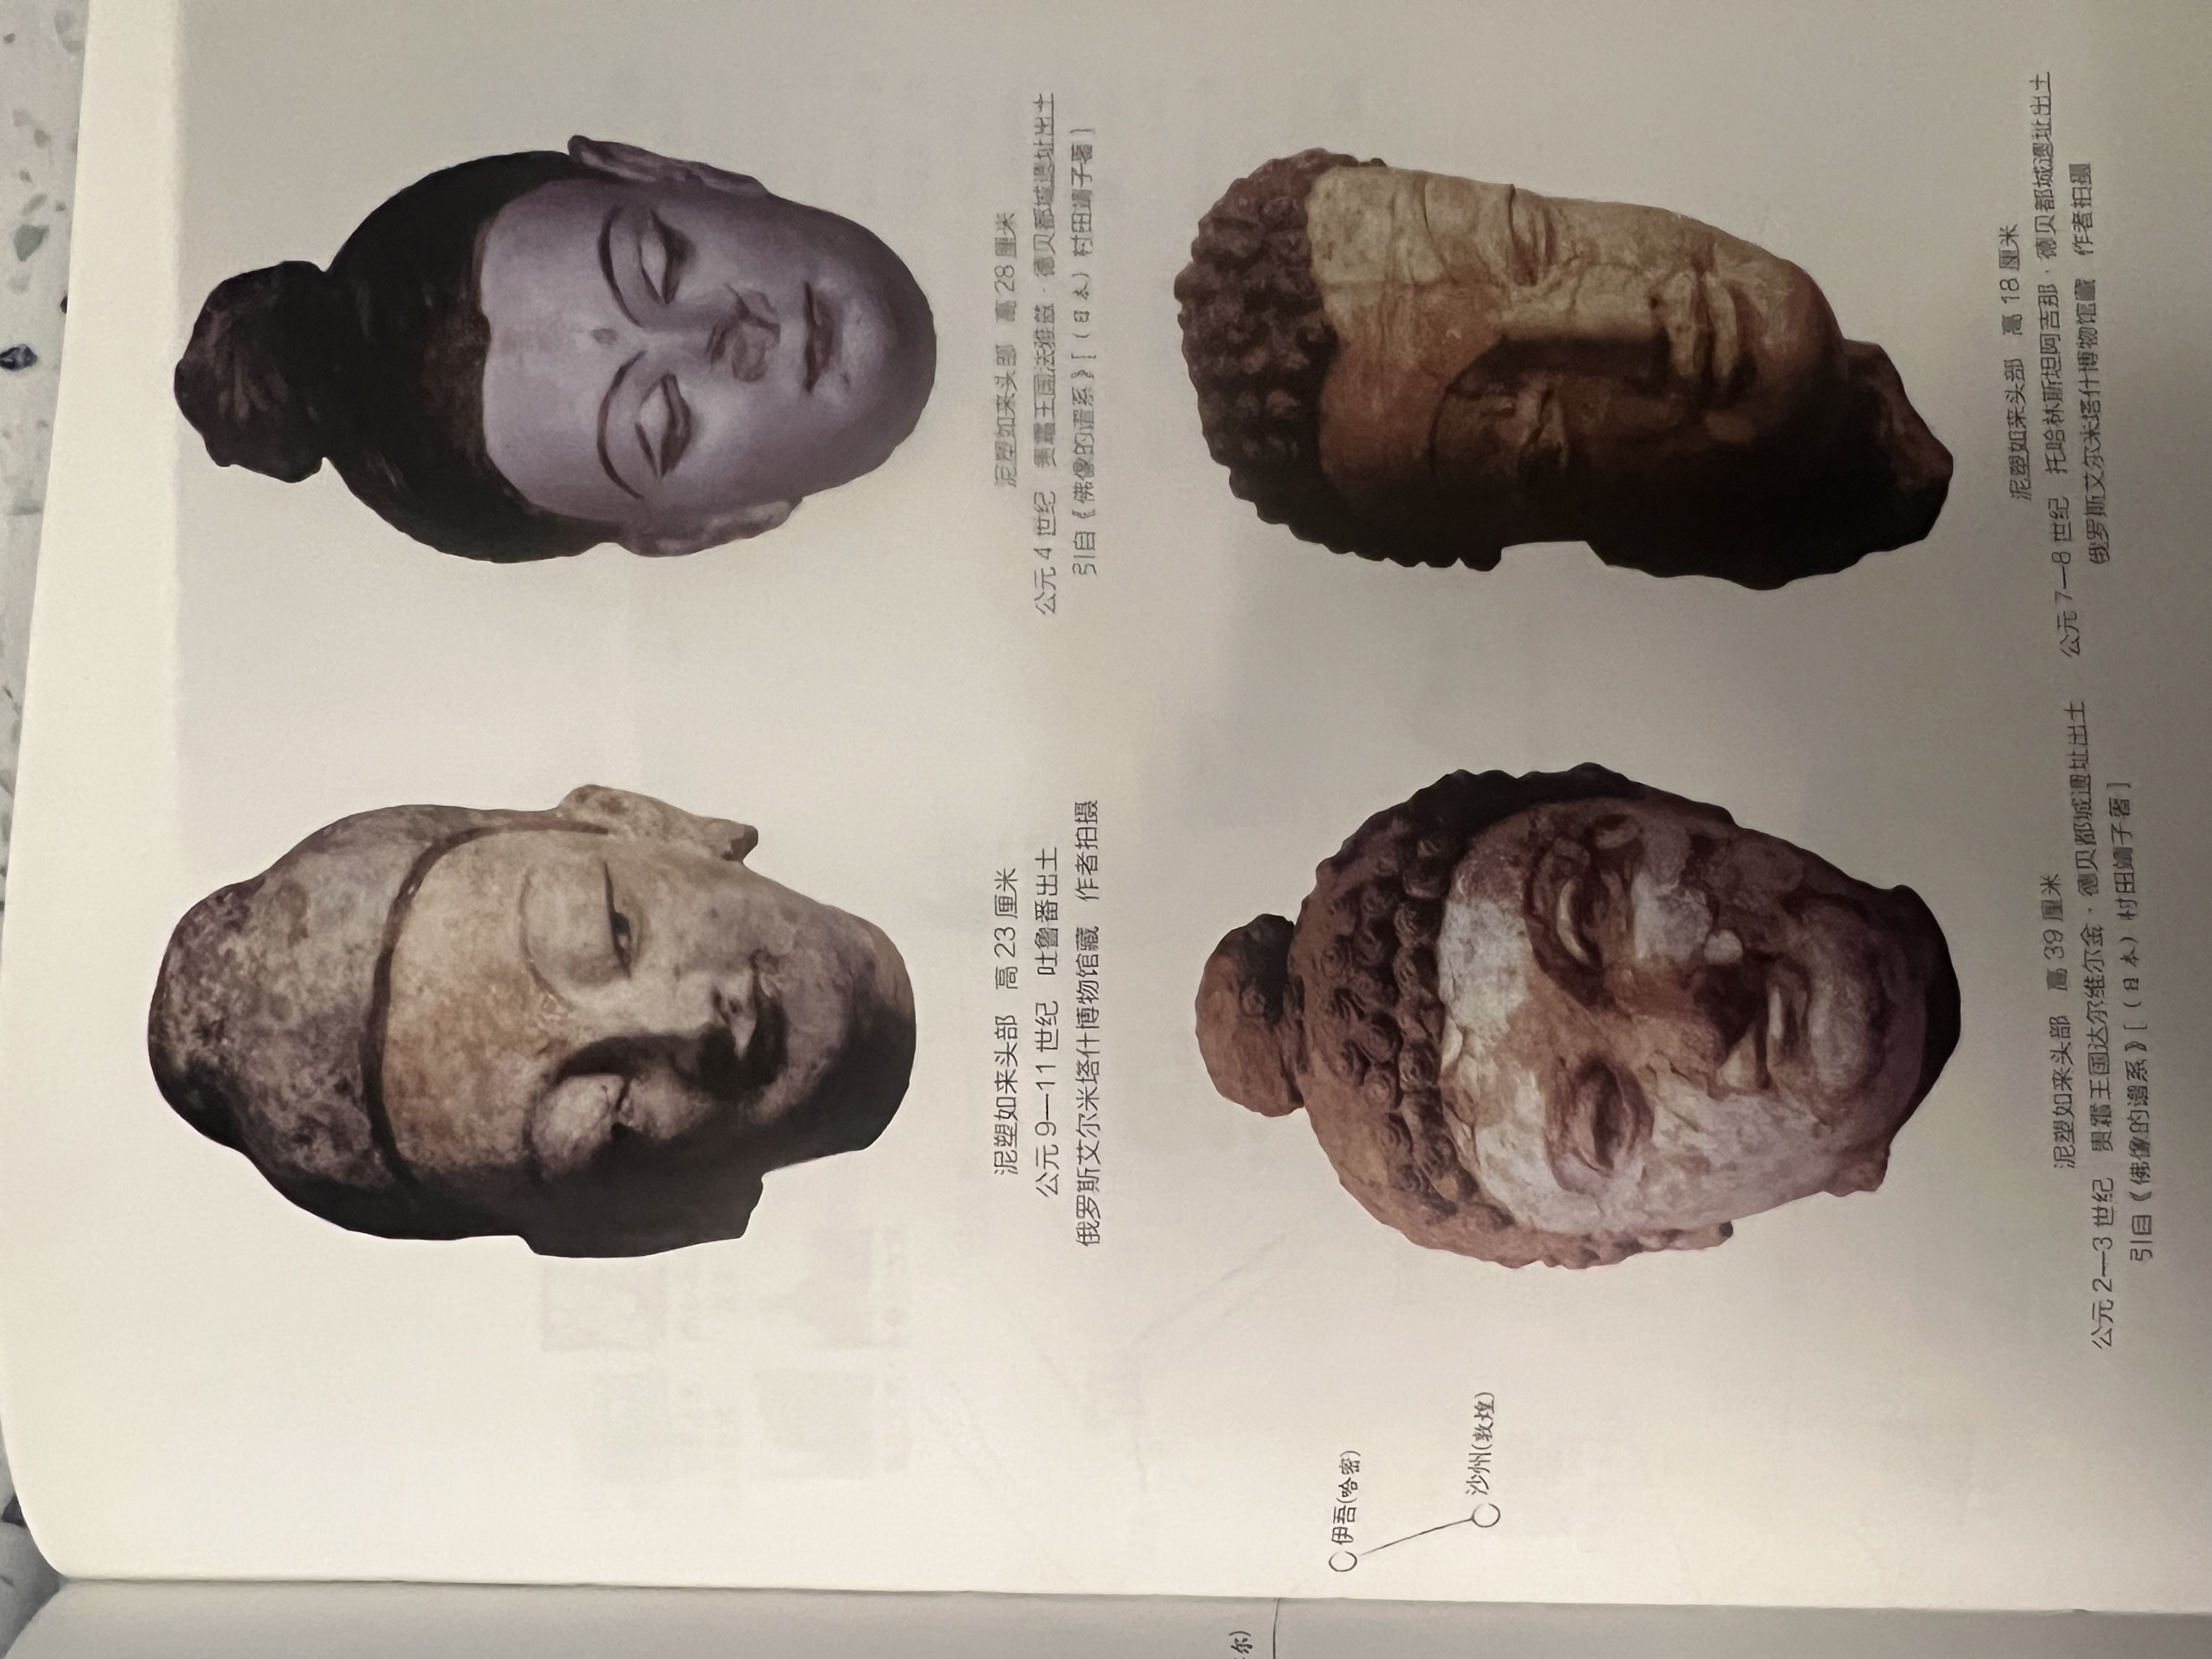 泥塑如来头部 高 23 厘米
公元 9—11 世纪 吐鲁番出土
俄罗斯艾尔米塔什博物馆藏 作者拍摄
泥塑如来头部 高 28 厘米
公元 4 世纪 贵霜王国法雅兹·德贝都城遗址出土
引自《佛像的谱系》[(日本)村田靖子著]
伊吾(哈密)
沙州(敦煌)
尔)
泥塑如来头部 高 39 厘米
公元 2—3 世纪 贵霜王国达尔维尔金·德贝都城遗址出土
引自《佛像的谱系》[(日本)村田靖子著]
泥塑如来头部 高 18 厘米
公元 7—8 世纪 托哈林斯坦阿吉那·德贝都城遗址出土
俄罗斯艾尔米塔什博物馆藏 作者拍摄